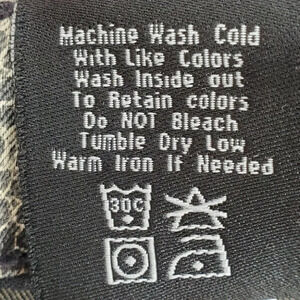 Machine Wash Cold
With Like Colors
Wash Inside out
To Retain colors
Do NOT Bleach
Tumble Dry Low
Warm Iron If Needed
30C